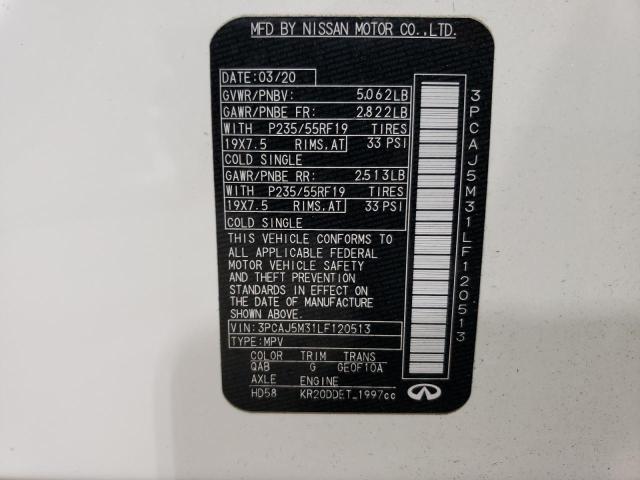 MFD BY NISSAN MOTOR CO.,LTD.
DATE:03/20
GVWR/PNBV: 5.062LB
GAWR/PNBE FR: 2.822LB
WITH P235/55RF19 TIRES
19X7.5 RIMS,AT 33 PSI
COLD SINGLE
GAWR/PNBE RR: 2.513LB
WITH P235/55RF19 TIRES
19X7.5 RIMS,AT 33 PSI
COLD SINGLE
THIS VEHICLE CONFORMS TO
ALL APPLICABLE FEDERAL
MOTOR VEHICLE SAFETY
AND THEFT PREVENTION
STANDARDS IN EFFECT ON
THE DATE OF MANUFACTURE
SHOWN ABOVE.
VIN:3PCAJ5M31LF120513
TYPE:MPV
COLOR TRIM TRANS
QAB G GE0F10A
AXLE ENGINE
HD58 KR20DDET_1997cc
3PCAJ5M31LF120513